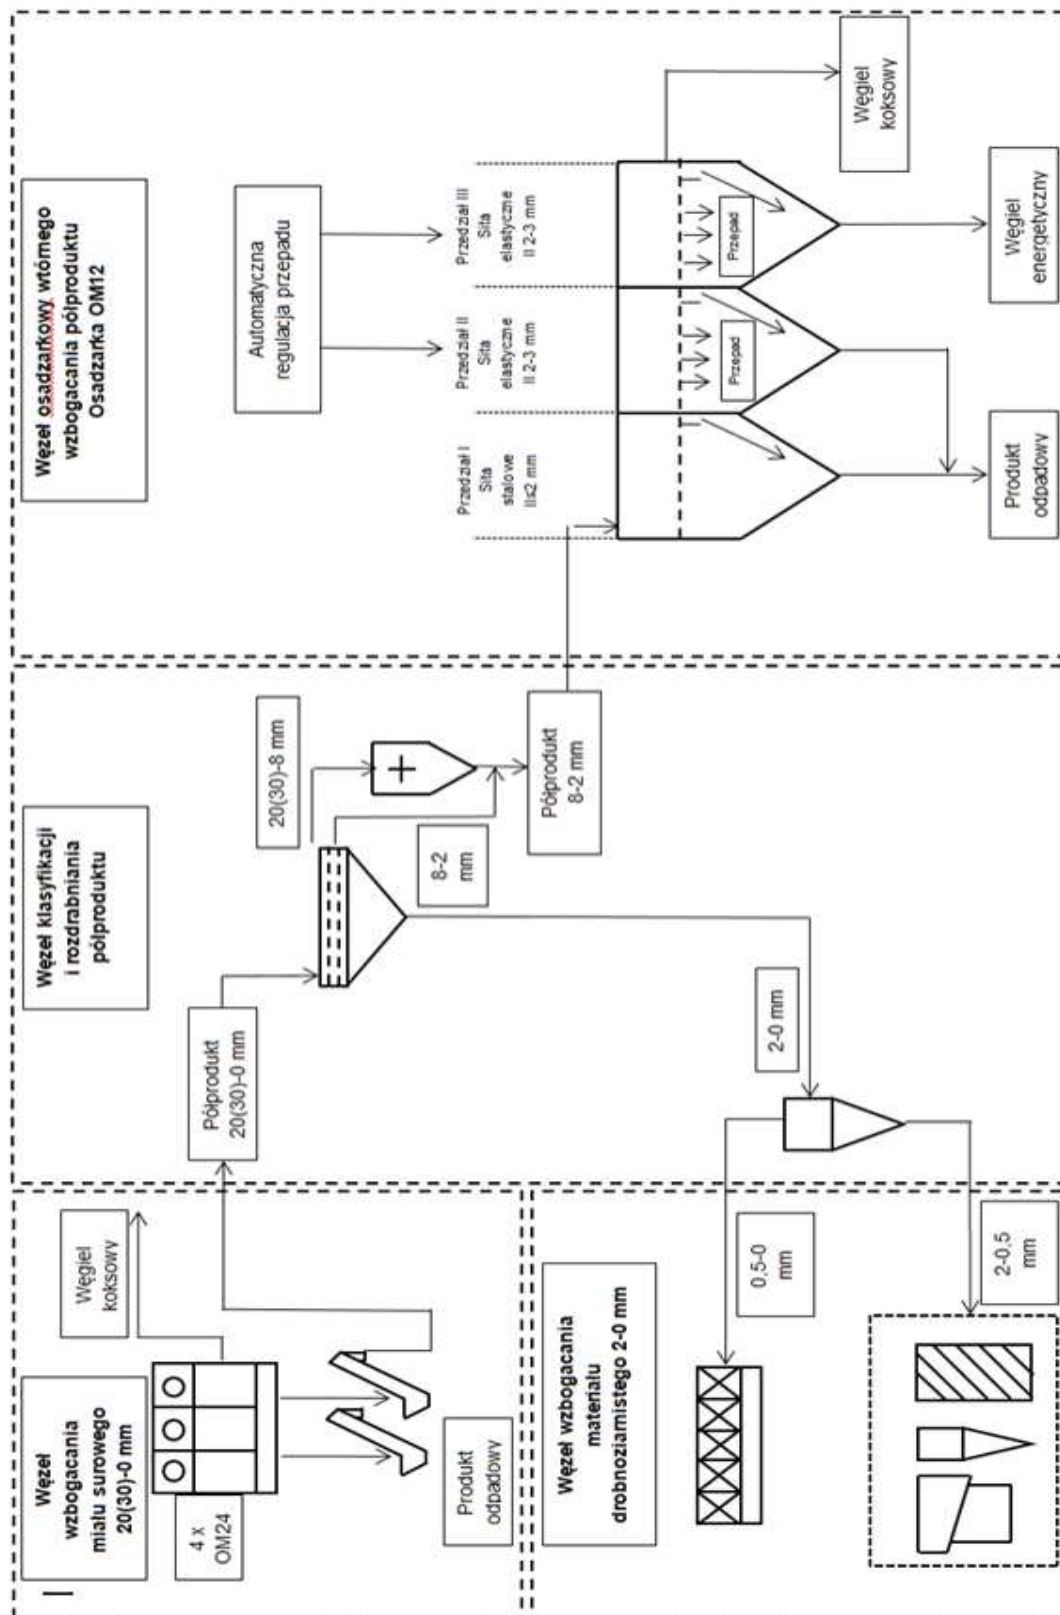 Węzeł
wzbogacania
miału surowego
20(30)-0 mm
4 x
OM24
Węgiel
koksowy
Produkt
odpadowy
Węzeł klasyfikacji
i rozdrabniania
półproduktu
Półprodukt
20(30)-0 mm
20(30)-8 mm
8-2
mm
Półprodukt
8-2 mm
2-0 mm
Węzeł osadzarkowy wtórnego
wzbogacania półproduktu
Osadzarka OM12
Automatyczna
regulacja przepadu
Przedział I
Sita
stalowe
II≤2 mm
Przedział II
Sita
elastyczne
II 2-3 mm
Przedział III
Sita
elastyczne
II 2-3 mm
Przepad
Przepad
Węgiel
koksowy
Produkt
odpadowy
Węgiel
energetyczny
Węzeł wzbogacania
materiału
drobnoziarnistego 2-0 mm
0,5-0
mm
2-0,5
mm